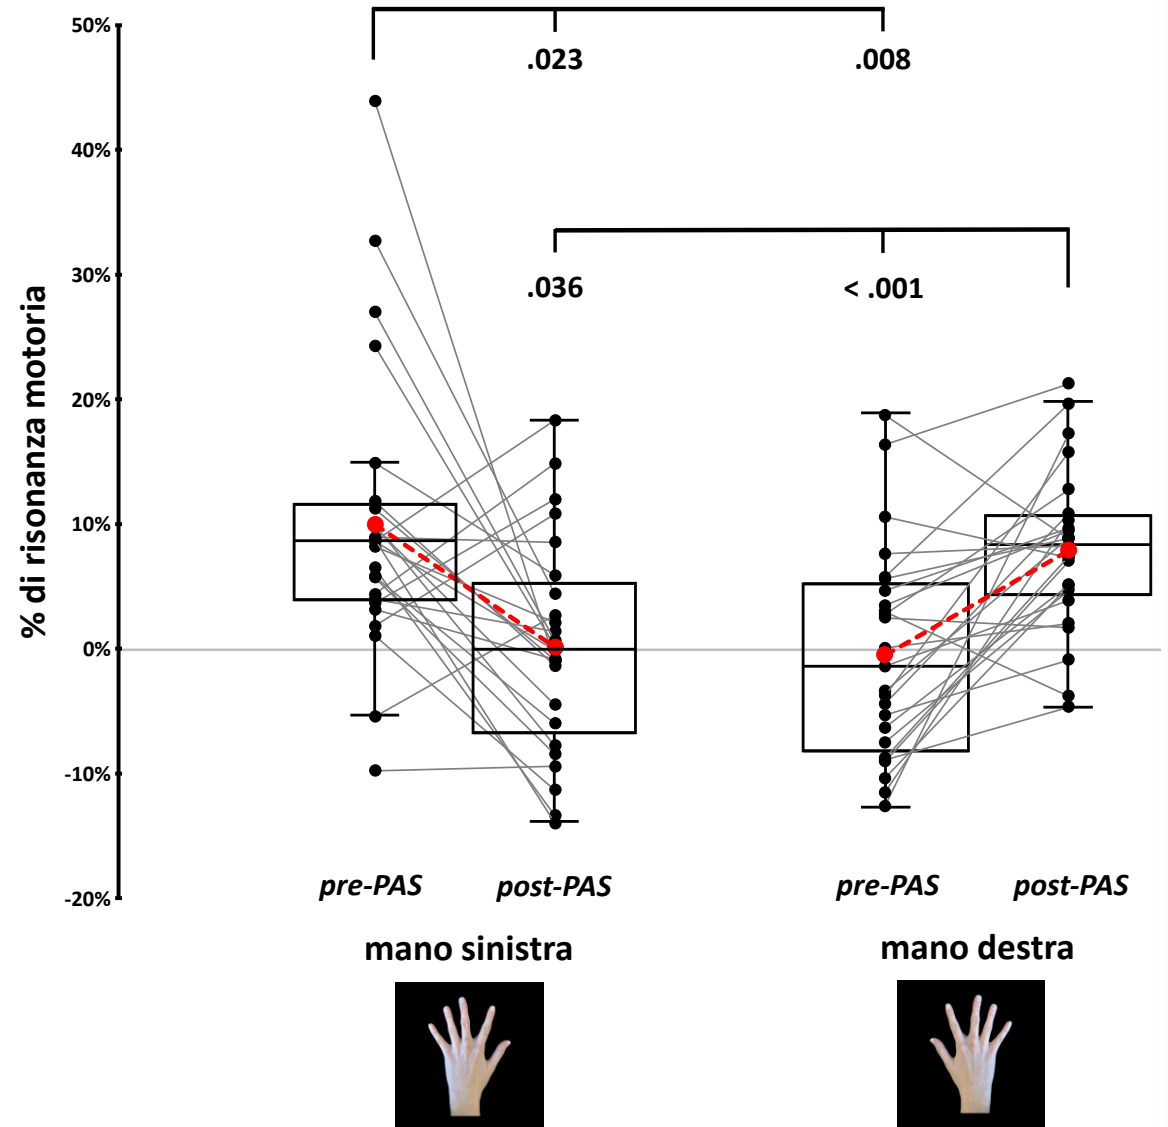 50%
.023
.008
40%
30%
.036
< .001
20%
10%
0%
-10%
-20%
% di risonanza motoria
pre-PAS
post-PAS
pre-PAS
post-PAS
mano sinistra
mano destra